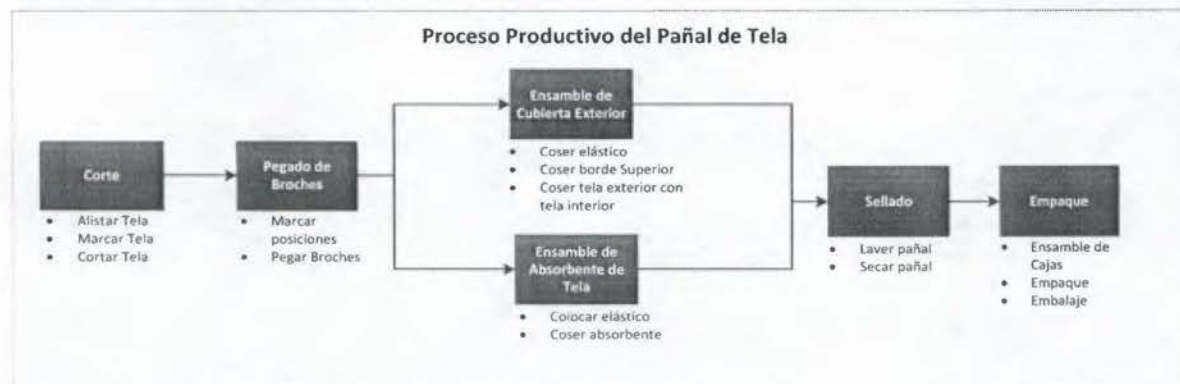 Proceso Productivo del Pañal de Tela
Corte
• Alistar Tela
• Marcar Tela
• Cortar Tela
Pegado de
Broches
• Marcar
posiciones
• Pegar Broches
Ensamble de
Cubierta Exterior
• Coser elástico
• Coser borde Superior
• Coser tela exterior con
tela interior
Ensamble de
Absorbente de
Tela
• Colocar elástico
• Coser absorbente
Sellado
• Laver pañal
• Secar pañal
Empaque
• Ensamble de
Cajas
• Empaque
• Embalaje